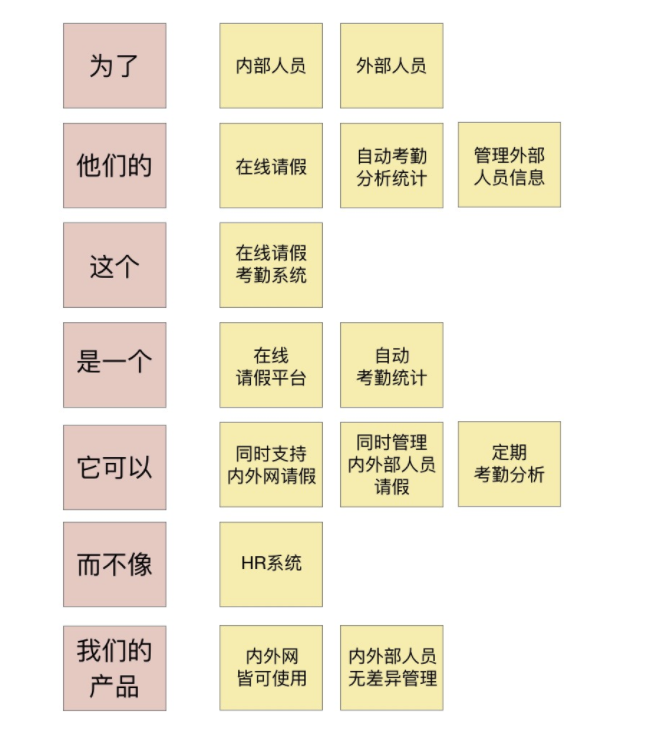 为了
内部人员
外部人员
他们的
在线请假
自动考勤
分析统计
管理外部
人员信息
这个
在线请假
考勤系统
是一个
在线
请假平台
自动
考勤统计
它可以
同时支持
内外网请假
同时管理
内外部人员
请假
定期
考勤分析
而不像
HR系统
我们的
产品
内外网
皆可使用
内外部人员
无差异管理